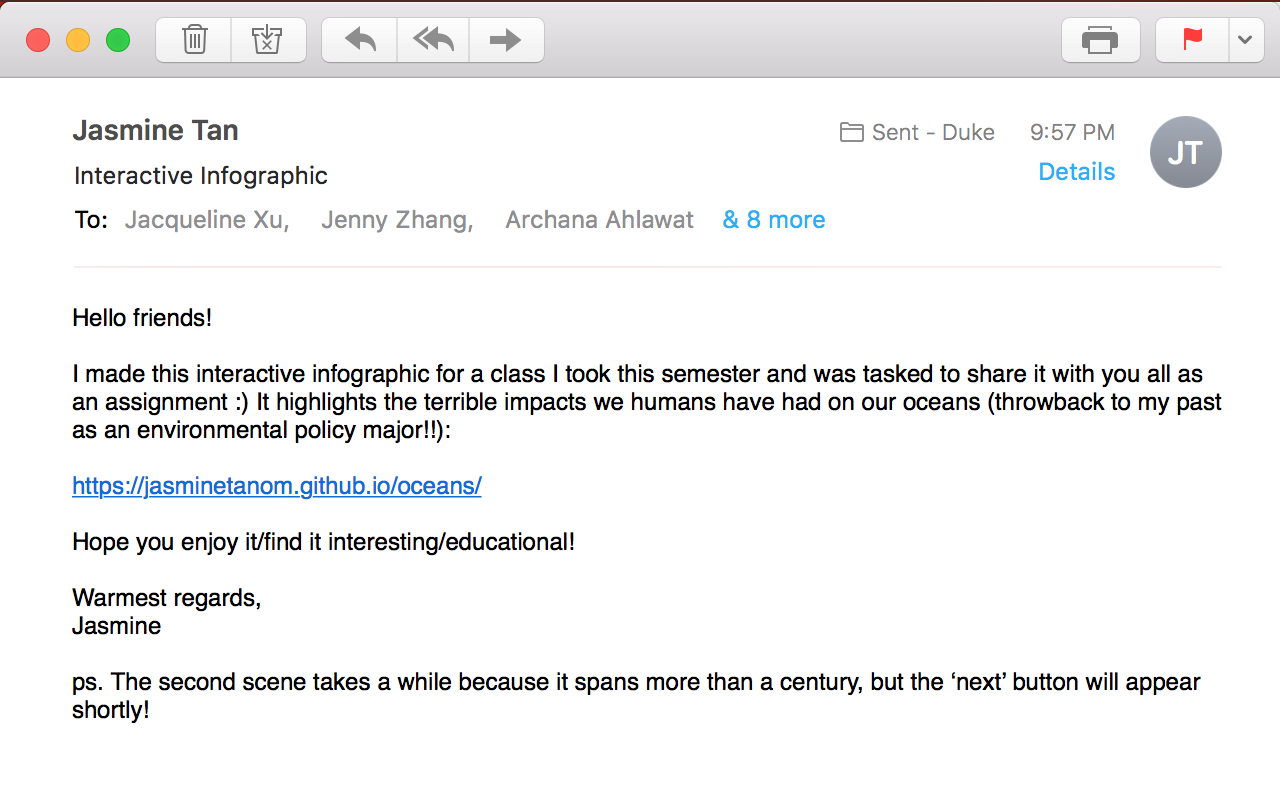 Jasmine Tan
Sent - Duke 9:57 PM
JT
Interactive Infographic
Details
To: Jacqueline Xu, Jenny Zhang, Archana Ahlawat & 8 more
Hello friends!
I made this interactive infographic for a class I took this semester and was tasked to share it with you all as
an assignment :) It highlights the terrible impacts we humans have had on our oceans (throwback to my past
as an environmental policy major!!):
https://jasminetanom.github.io/oceans/
Hope you enjoy it/find it interesting/educational!
Warmest regards,
Jasmine
ps. The second scene takes a while because it spans more than a century, but the ‘next’ button will appear
shortly!